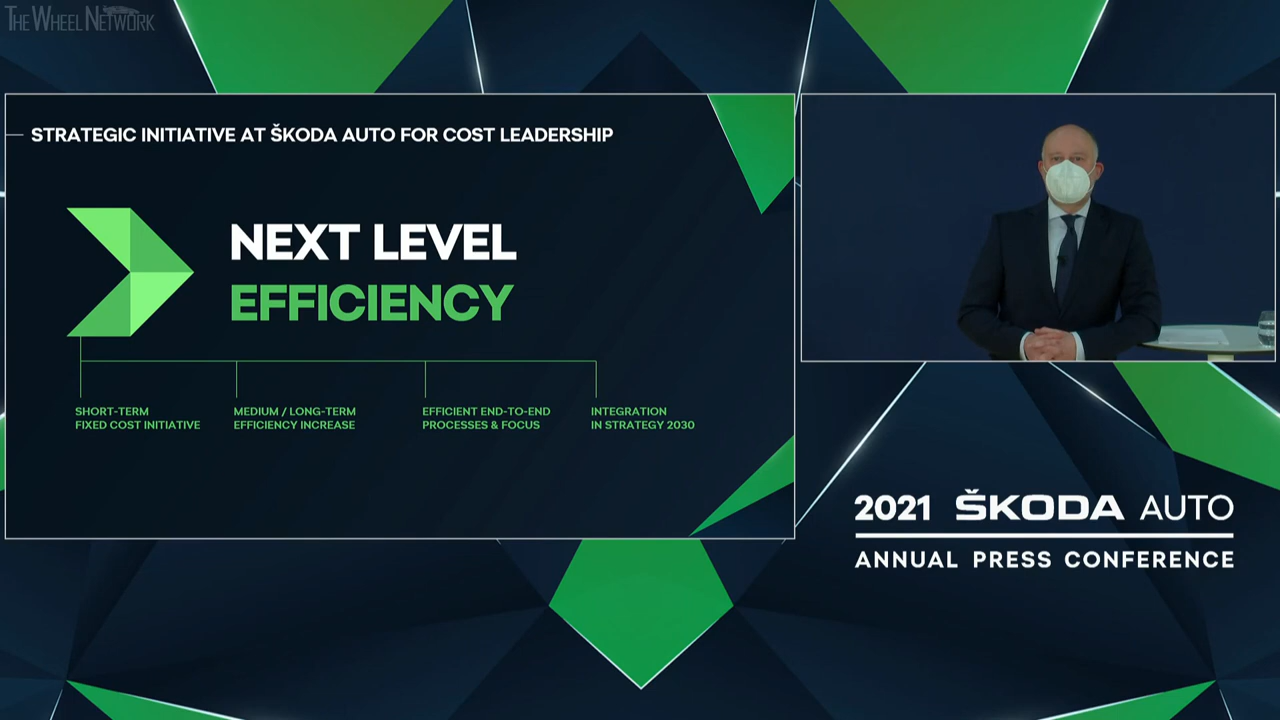 THE WHEEL NETWORK
STRATEGIC INITIATIVE AT ŠKODA AUTO FOR COST LEADERSHIP
NEXT LEVEL
EFFICIENCY
SHORT-TERM
FIXED COST INITIATIVE
MEDIUM / LONG-TERM
EFFICIENCY INCREASE
EFFICIENT END-TO-END
PROCESSES & FOCUS
INTEGRATION
IN STRATEGY 2030
2021 ŠKODA AUTO
ANNUAL PRESS CONFERENCE